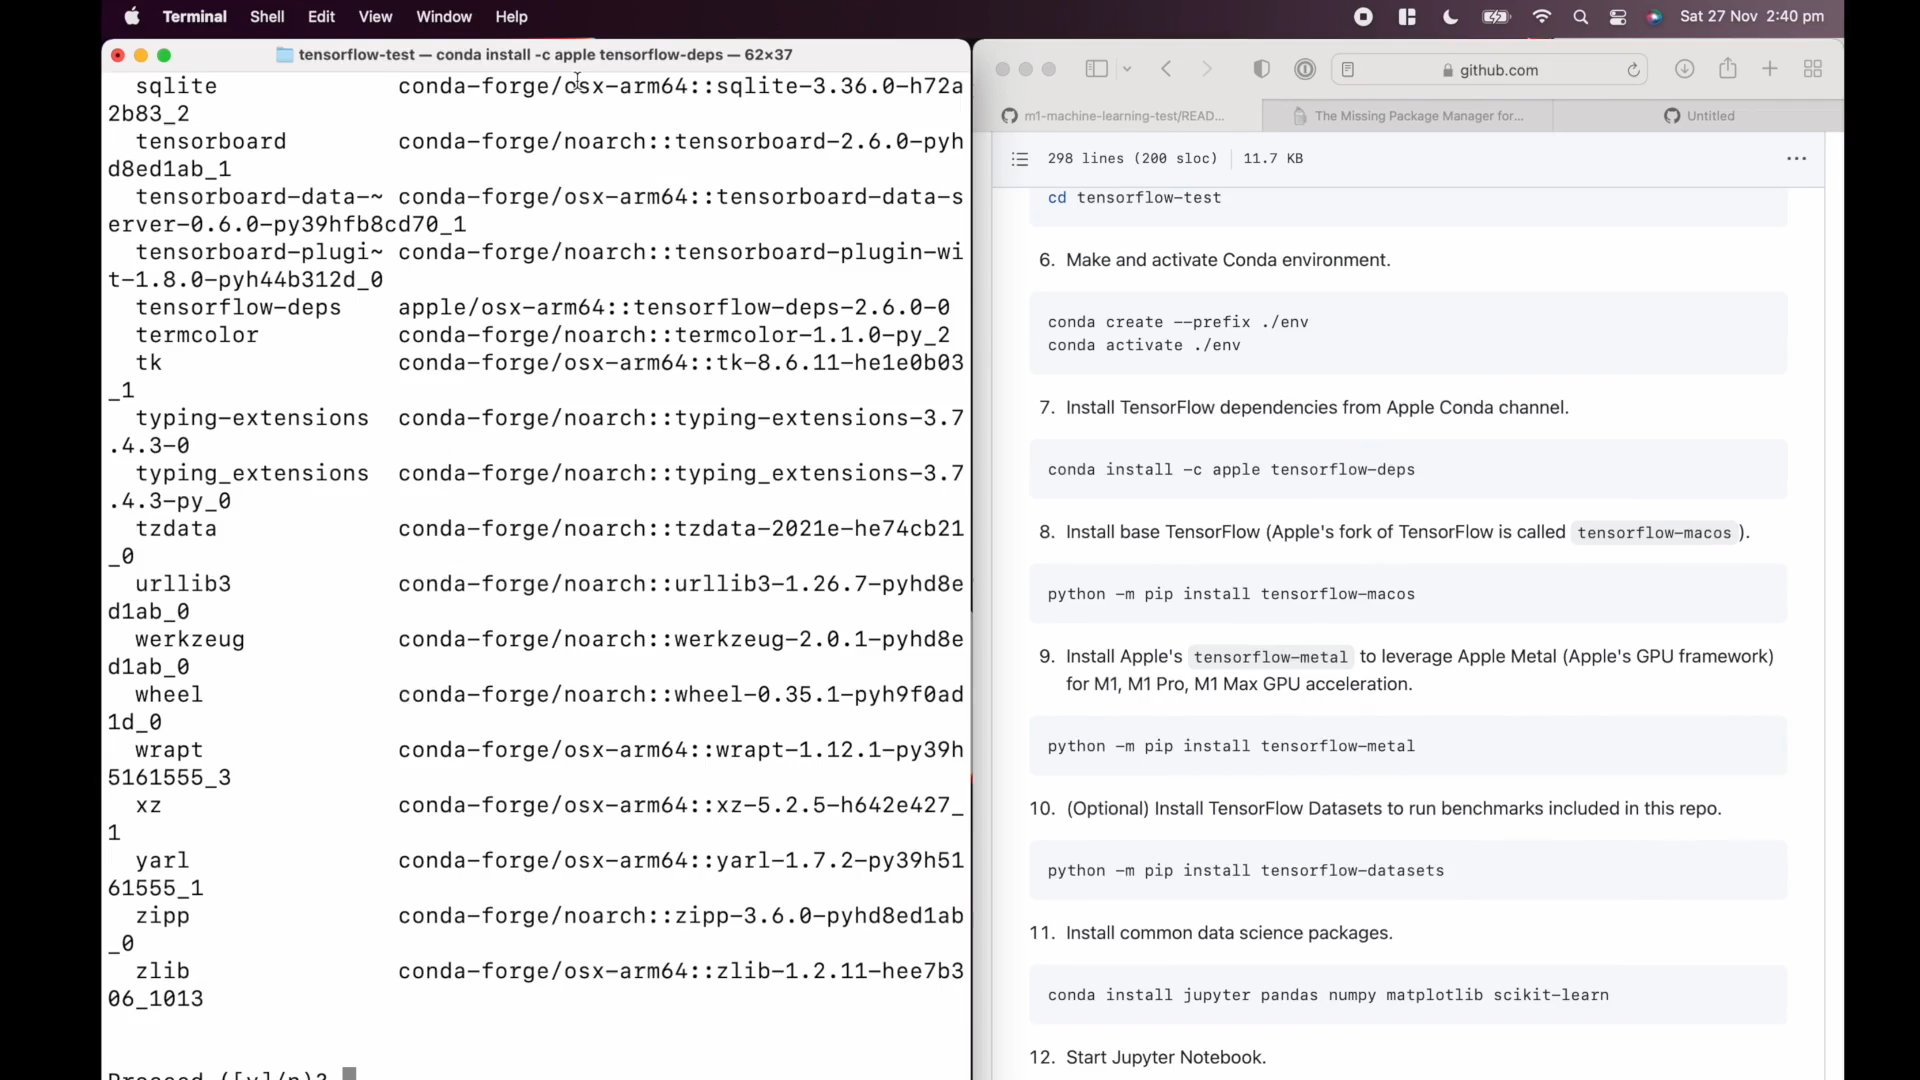 Terminal Shell Edit View Window Help Sat 27 Nov 2:40 pm
tensorflow-test — conda install -c apple tensorflow-deps — 62×37
sqlite conda-forge/osx-arm64::sqlite-3.36.0-h72a
2b83_2
tensorboard conda-forge/noarch::tensorboard-2.6.0-pyh
d8ed1ab_1
tensorboard-data-~ conda-forge/osx-arm64::tensorboard-data-s
erver-0.6.0-py39hfb8cd70_1
tensorboard-plugi~ conda-forge/noarch::tensorboard-plugin-wi
t-1.8.0-pyh44b312d_0
tensorflow-deps apple/osx-arm64::tensorflow-deps-2.6.0-0
termcolor conda-forge/noarch::termcolor-1.1.0-py_2
tk conda-forge/osx-arm64::tk-8.6.11-he1e0b03
_1
typing-extensions conda-forge/noarch::typing-extensions-3.7
.4.3-0
typing_extensions conda-forge/noarch::typing_extensions-3.7
.4.3-py_0
tzdata conda-forge/noarch::tzdata-2021e-he74cb21
_0
urllib3 conda-forge/noarch::urllib3-1.26.7-pyhd8e
d1ab_0
werkzeug conda-forge/noarch::werkzeug-2.0.1-pyhd8e
d1ab_0
wheel conda-forge/noarch::wheel-0.35.1-pyh9f0ad
1d_0
wrapt conda-forge/osx-arm64::wrapt-1.12.1-py39h
5161555_3
xz conda-forge/osx-arm64::xz-5.2.5-h642e427_
1
yarl conda-forge/osx-arm64::yarl-1.7.2-py39h51
61555_1
zipp conda-forge/noarch::zipp-3.6.0-pyhd8ed1ab
_0
zlib conda-forge/osx-arm64::zlib-1.2.11-hee7b3
06_1013
Proceed ([y]/n)?
github.com
m1-machine-learning-test/READ... The Missing Package Manager for... Untitled
298 lines (200 sloc) 11.7 KB
cd tensorflow-test
6. Make and activate Conda environment.
conda create --prefix ./env
conda activate ./env
7. Install TensorFlow dependencies from Apple Conda channel.
conda install -c apple tensorflow-deps
8. Install base TensorFlow (Apple's fork of TensorFlow is called tensorflow-macos ).
python -m pip install tensorflow-macos
9. Install Apple's tensorflow-metal to leverage Apple Metal (Apple's GPU framework)
for M1, M1 Pro, M1 Max GPU acceleration.
python -m pip install tensorflow-metal
10. (Optional) Install TensorFlow Datasets to run benchmarks included in this repo.
python -m pip install tensorflow-datasets
11. Install common data science packages.
conda install jupyter pandas numpy matplotlib scikit-learn
12. Start Jupyter Notebook.